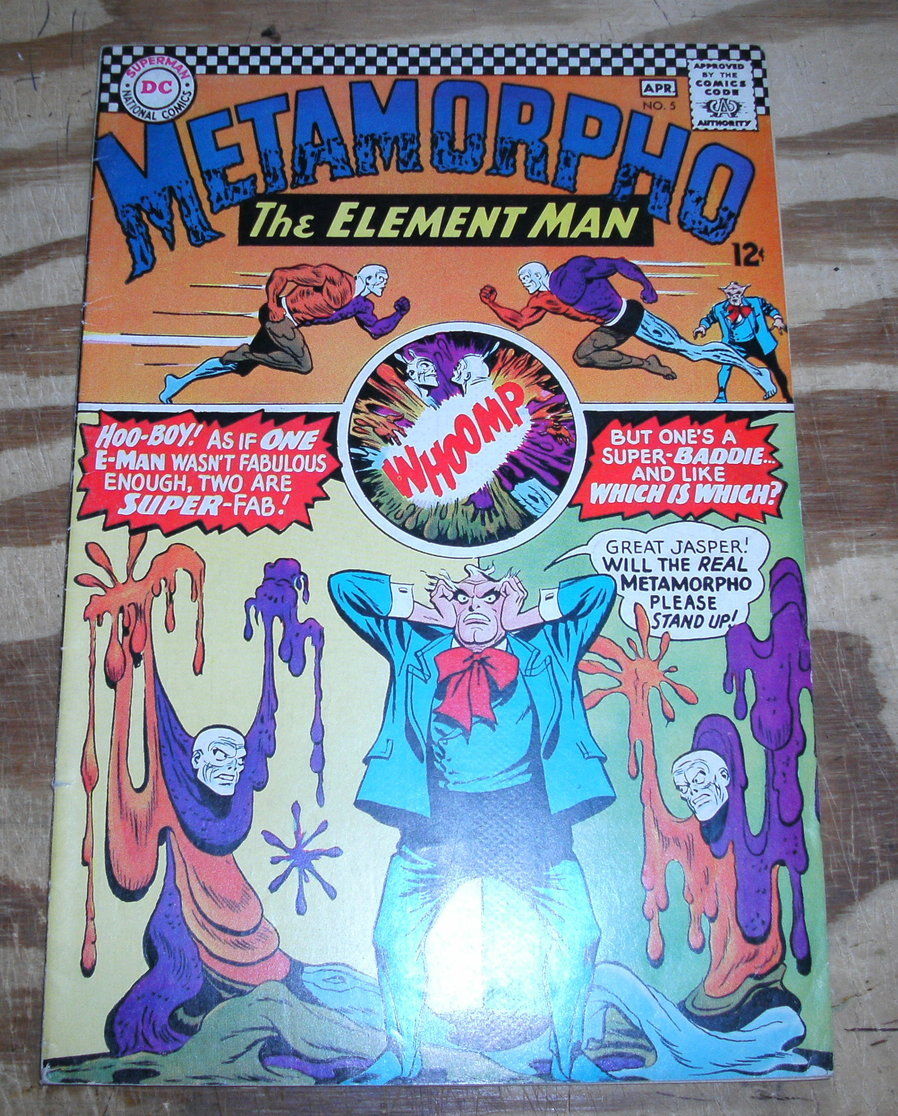 SUPERMAN
DC
NATIONAL COMICS
APR.
NO. 5
APPROVED
BY THE
COMICS
CODE
AUTHORITY
METAMORPHO
The ELEMENT MAN
12¢
WHOOMP
HOO-BOY! AS IF ONE
E-MAN WASN'T FABULOUS
ENOUGH, TWO ARE
SUPER-FAB!
BUT ONE'S A
SUPER-BADDIE...
AND LIKE
WHICH IS WHICH?
GREAT JASPER!
WILL THE REAL
METAMORPHO
PLEASE
STAND UP!